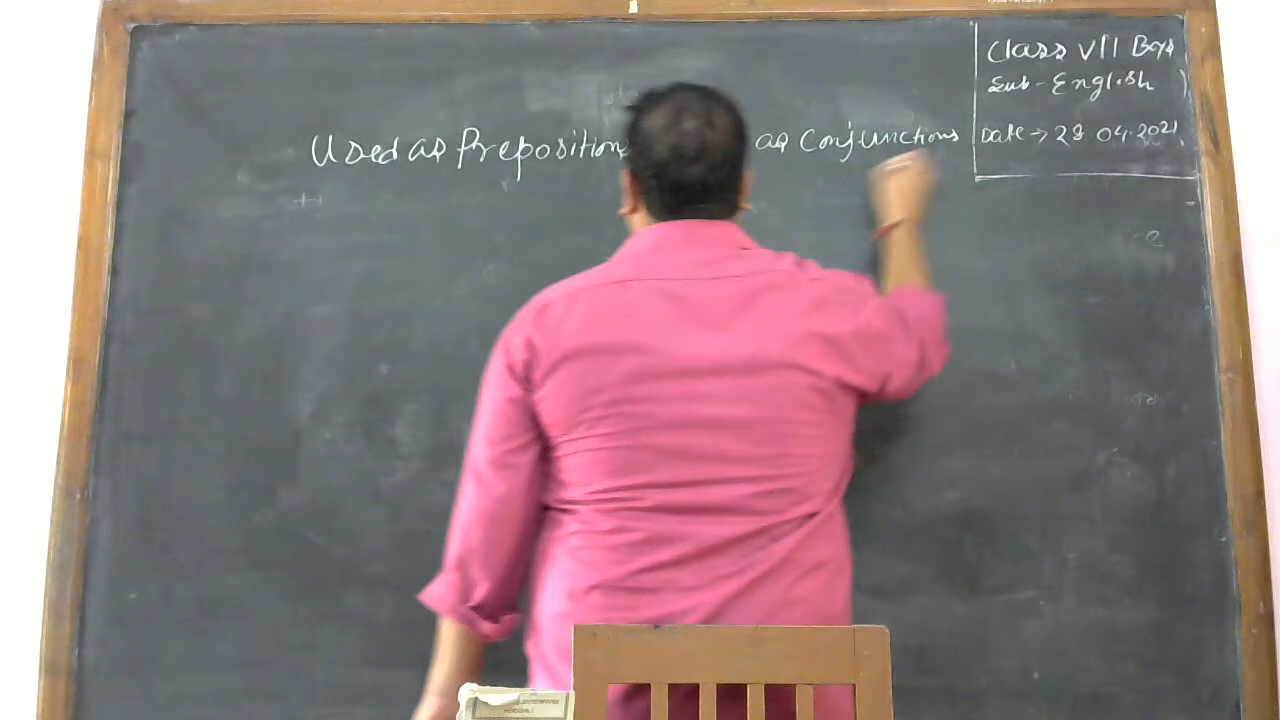 Class VII Boys
Sub- English
Date → 28 04.2021
Used as Preposition as Conjunctions